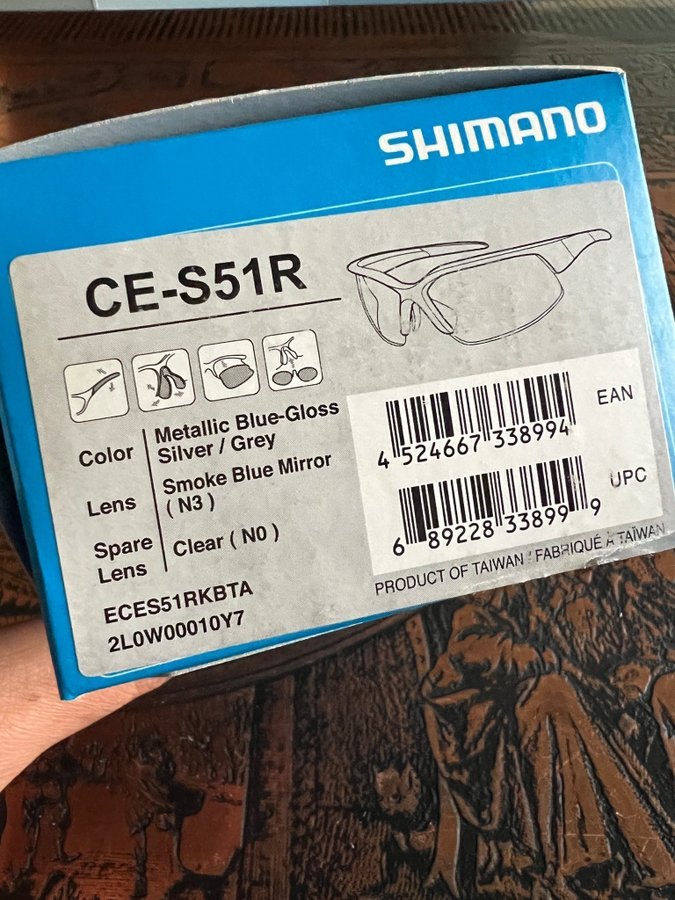 SHIMANO
CE-S51R
Color
Metallic Blue-Gloss
Silver / Grey
Lens
Smoke Blue Mirror
( N3 )
Spare
Lens
Clear ( N0 )
ECES51RKBTA
2L0W00010Y7
EAN
4 524667 338994
UPC
6 89228 33899 9
PRODUCT OF TAIWAN / FABRIQUÉ À TAÏWAN